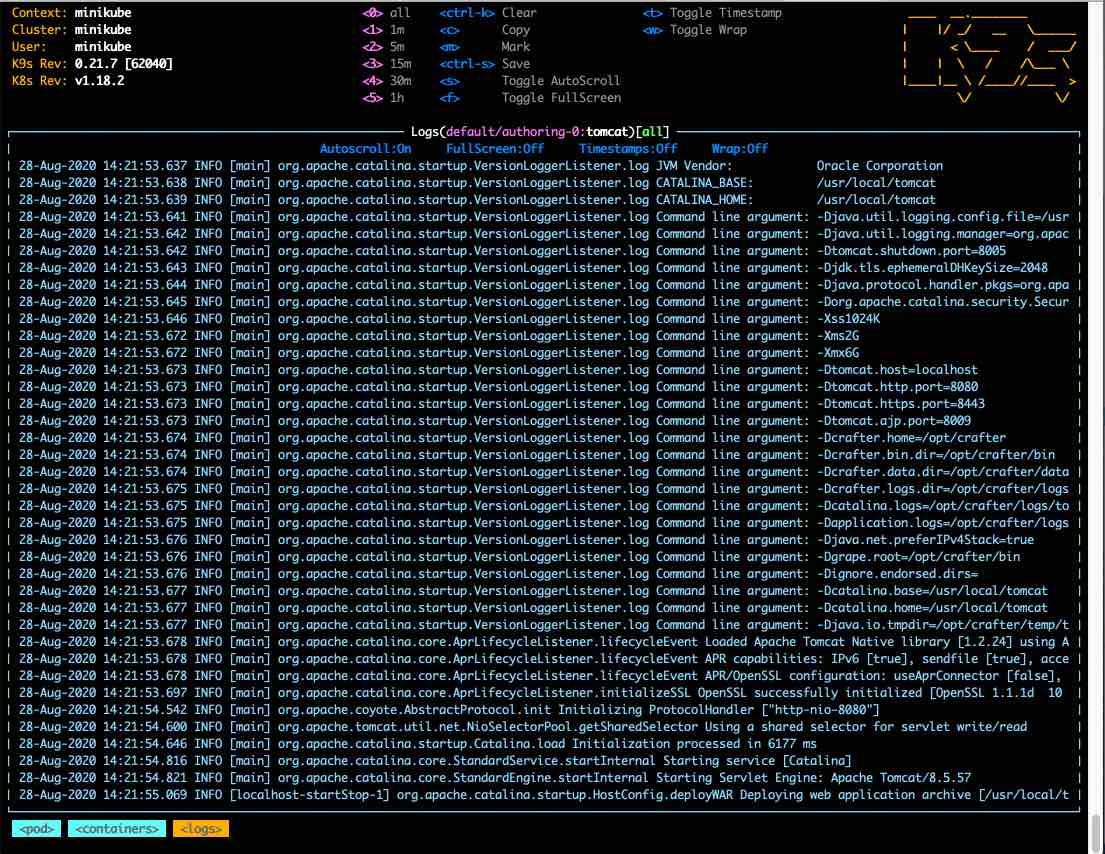 Context: minikube <0> all <ctrl-k> Clear <t> Toggle Timestamp
Cluster: minikube <1> 1m <c> Copy <w> Toggle Wrap
User: minikube <2> 5m <m> Mark
K9s Rev: 0.21.7 [62040] <3> 15m <ctrl-s> Save
K8s Rev: v1.18.2 <4> 30m <s> Toggle AutoScroll
<5> 1h <f> Toggle FullScreen
Logs(default/authoring-0:tomcat)[all]
Autoscroll:On FullScreen:Off Timestamps:Off Wrap:Off
28-Aug-2020 14:21:53.637 INFO [main] org.apache.catalina.startup.VersionLoggerListener.log JVM Vendor: Oracle Corporation
28-Aug-2020 14:21:53.638 INFO [main] org.apache.catalina.startup.VersionLoggerListener.log CATALINA_BASE: /usr/local/tomcat
28-Aug-2020 14:21:53.639 INFO [main] org.apache.catalina.startup.VersionLoggerListener.log CATALINA_HOME: /usr/local/tomcat
28-Aug-2020 14:21:53.641 INFO [main] org.apache.catalina.startup.VersionLoggerListener.log Command line argument: -Djava.util.logging.config.file=/usr
28-Aug-2020 14:21:53.642 INFO [main] org.apache.catalina.startup.VersionLoggerListener.log Command line argument: -Djava.util.logging.manager=org.apac
28-Aug-2020 14:21:53.642 INFO [main] org.apache.catalina.startup.VersionLoggerListener.log Command line argument: -Dtomcat.shutdown.port=8005
28-Aug-2020 14:21:53.643 INFO [main] org.apache.catalina.startup.VersionLoggerListener.log Command line argument: -Djdk.tls.ephemeralDHKeySize=2048
28-Aug-2020 14:21:53.644 INFO [main] org.apache.catalina.startup.VersionLoggerListener.log Command line argument: -Djava.protocol.handler.pkgs=org.apa
28-Aug-2020 14:21:53.645 INFO [main] org.apache.catalina.startup.VersionLoggerListener.log Command line argument: -Dorg.apache.catalina.security.Secur
28-Aug-2020 14:21:53.646 INFO [main] org.apache.catalina.startup.VersionLoggerListener.log Command line argument: -Xss1024K
28-Aug-2020 14:21:53.672 INFO [main] org.apache.catalina.startup.VersionLoggerListener.log Command line argument: -Xms2G
28-Aug-2020 14:21:53.672 INFO [main] org.apache.catalina.startup.VersionLoggerListener.log Command line argument: -Xmx6G
28-Aug-2020 14:21:53.673 INFO [main] org.apache.catalina.startup.VersionLoggerListener.log Command line argument: -Dtomcat.host=localhost
28-Aug-2020 14:21:53.673 INFO [main] org.apache.catalina.startup.VersionLoggerListener.log Command line argument: -Dtomcat.http.port=8080
28-Aug-2020 14:21:53.673 INFO [main] org.apache.catalina.startup.VersionLoggerListener.log Command line argument: -Dtomcat.https.port=8443
28-Aug-2020 14:21:53.673 INFO [main] org.apache.catalina.startup.VersionLoggerListener.log Command line argument: -Dtomcat.ajp.port=8009
28-Aug-2020 14:21:53.674 INFO [main] org.apache.catalina.startup.VersionLoggerListener.log Command line argument: -Dcrafter.home=/opt/crafter
28-Aug-2020 14:21:53.674 INFO [main] org.apache.catalina.startup.VersionLoggerListener.log Command line argument: -Dcrafter.bin.dir=/opt/crafter/bin
28-Aug-2020 14:21:53.674 INFO [main] org.apache.catalina.startup.VersionLoggerListener.log Command line argument: -Dcrafter.data.dir=/opt/crafter/data
28-Aug-2020 14:21:53.675 INFO [main] org.apache.catalina.startup.VersionLoggerListener.log Command line argument: -Dcrafter.logs.dir=/opt/crafter/logs
28-Aug-2020 14:21:53.675 INFO [main] org.apache.catalina.startup.VersionLoggerListener.log Command line argument: -Dcatalina.logs=/opt/crafter/logs/to
28-Aug-2020 14:21:53.675 INFO [main] org.apache.catalina.startup.VersionLoggerListener.log Command line argument: -Dapplication.logs=/opt/crafter/logs
28-Aug-2020 14:21:53.676 INFO [main] org.apache.catalina.startup.VersionLoggerListener.log Command line argument: -Djava.net.preferIPv4Stack=true
28-Aug-2020 14:21:53.676 INFO [main] org.apache.catalina.startup.VersionLoggerListener.log Command line argument: -Dgrape.root=/opt/crafter/bin
28-Aug-2020 14:21:53.676 INFO [main] org.apache.catalina.startup.VersionLoggerListener.log Command line argument: -Dignore.endorsed.dirs=
28-Aug-2020 14:21:53.677 INFO [main] org.apache.catalina.startup.VersionLoggerListener.log Command line argument: -Dcatalina.base=/usr/local/tomcat
28-Aug-2020 14:21:53.677 INFO [main] org.apache.catalina.startup.VersionLoggerListener.log Command line argument: -Dcatalina.home=/usr/local/tomcat
28-Aug-2020 14:21:53.677 INFO [main] org.apache.catalina.startup.VersionLoggerListener.log Command line argument: -Djava.io.tmpdir=/opt/crafter/temp/t
28-Aug-2020 14:21:53.678 INFO [main] org.apache.catalina.core.AprLifecycleListener.lifecycleEvent Loaded Apache Tomcat Native library [1.2.24] using A
28-Aug-2020 14:21:53.678 INFO [main] org.apache.catalina.core.AprLifecycleListener.lifecycleEvent APR capabilities: IPv6 [true], sendfile [true], acce
28-Aug-2020 14:21:53.678 INFO [main] org.apache.catalina.core.AprLifecycleListener.lifecycleEvent APR/OpenSSL configuration: useAprConnector [false],
28-Aug-2020 14:21:53.697 INFO [main] org.apache.catalina.core.AprLifecycleListener.initializeSSL OpenSSL successfully initialized [OpenSSL 1.1.1d 10
28-Aug-2020 14:21:54.542 INFO [main] org.apache.coyote.AbstractProtocol.init Initializing ProtocolHandler ["http-nio-8080"]
28-Aug-2020 14:21:54.600 INFO [main] org.apache.tomcat.util.net.NioSelectorPool.getSharedSelector Using a shared selector for servlet write/read
28-Aug-2020 14:21:54.646 INFO [main] org.apache.catalina.startup.Catalina.load Initialization processed in 6177 ms
28-Aug-2020 14:21:54.816 INFO [main] org.apache.catalina.core.StandardService.startInternal Starting service [Catalina]
28-Aug-2020 14:21:54.821 INFO [main] org.apache.catalina.core.StandardEngine.startInternal Starting Servlet Engine: Apache Tomcat/8.5.57
28-Aug-2020 14:21:55.069 INFO [localhost-startStop-1] org.apache.catalina.startup.HostConfig.deployWAR Deploying web application archive [/usr/local/t
<pod> <containers> <logs>